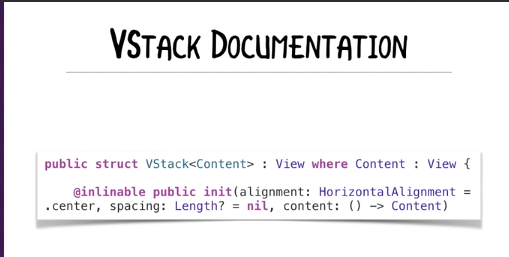 VStack Documentation
public struct VStack<Content> : View where Content : View {
@inlinable public init(alignment: HorizontalAlignment =
.center, spacing: Length? = nil, content: () -> Content)